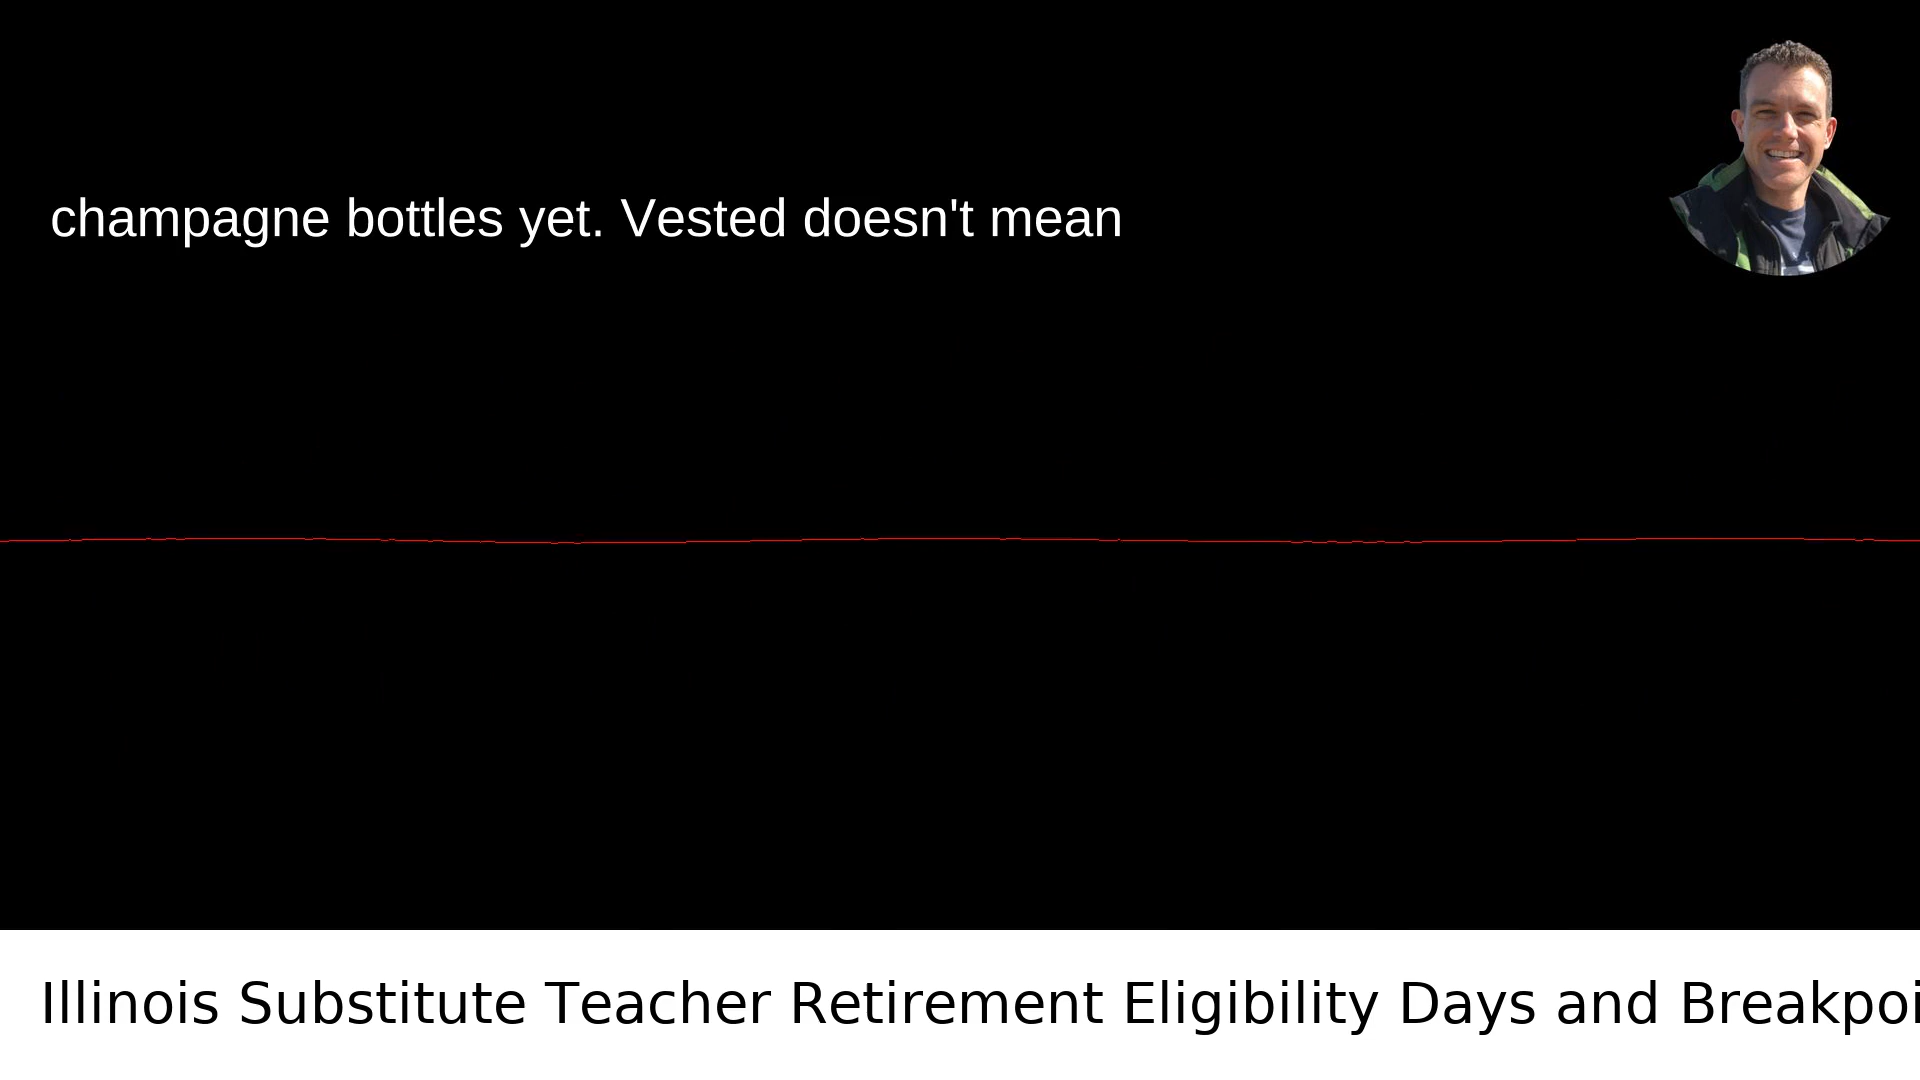 champagne bottles yet. Vested doesn't mean
Illinois Substitute Teacher Retirement Eligibility Days and Breakpoi